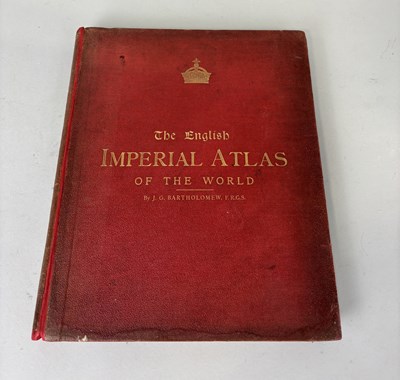 The English
IMPERIAL ATLAS
OF THE WORLD
By J. G. BARTHOLOMEW, F.R.G.S.